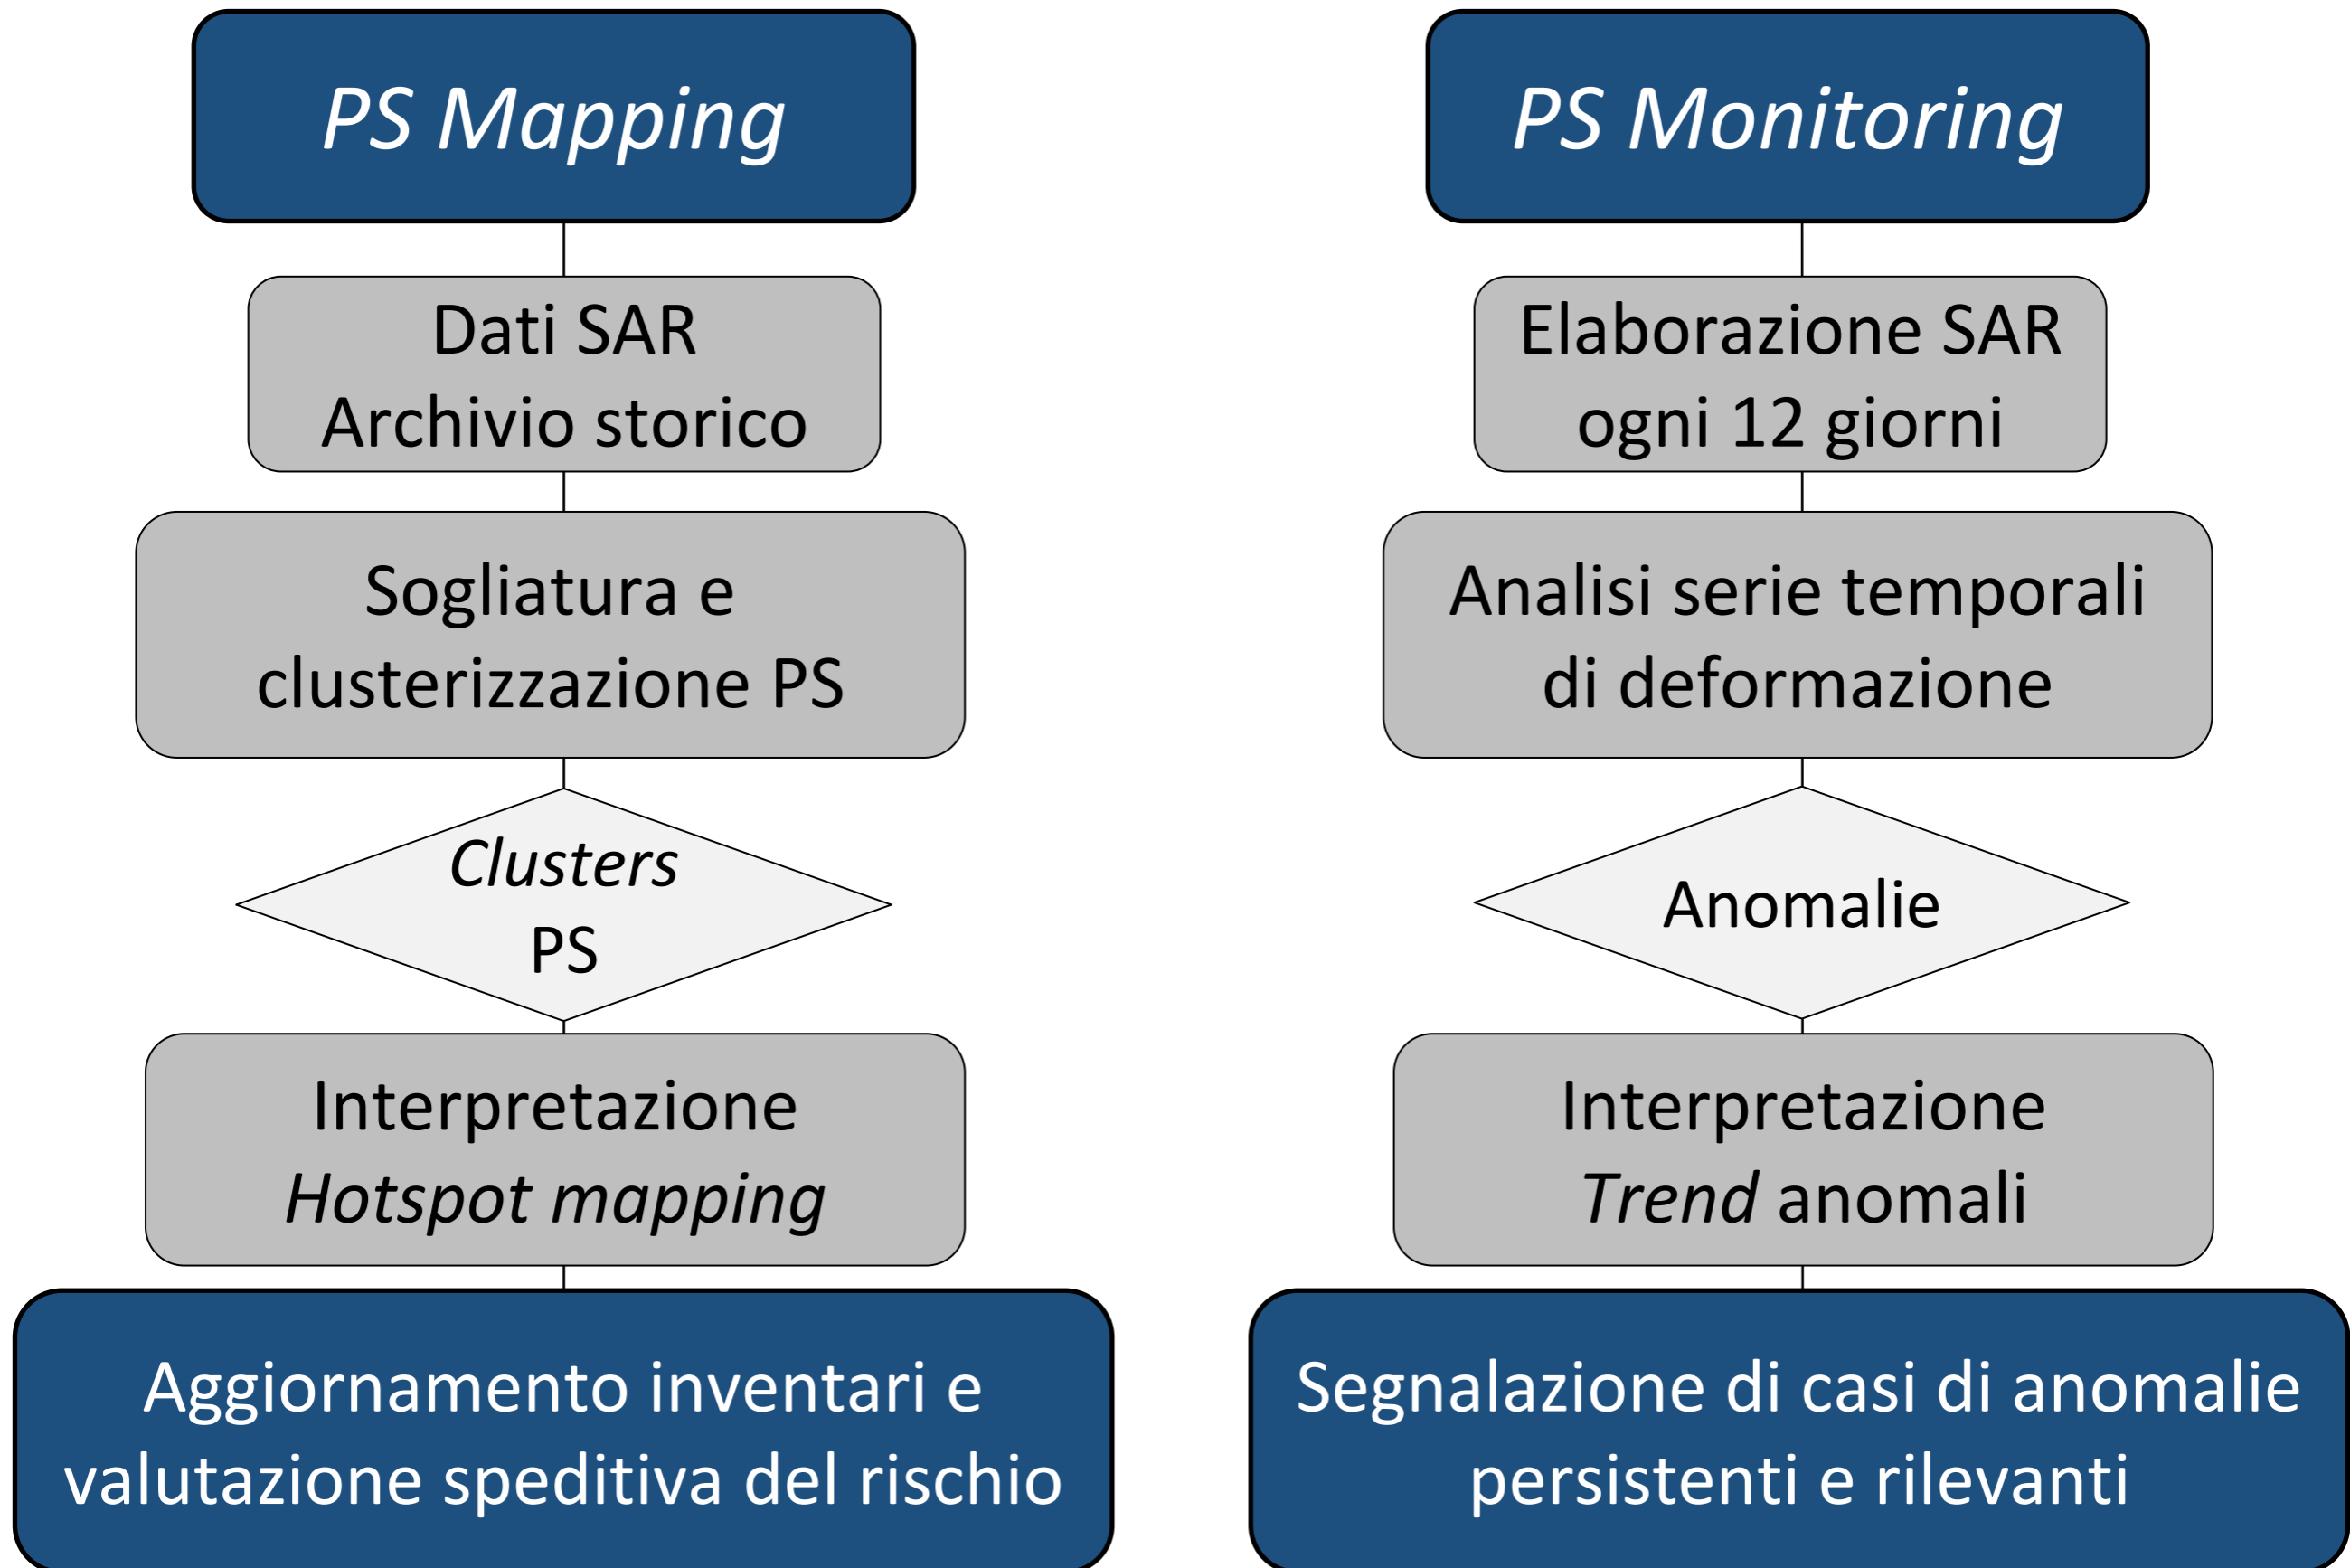 PS Mapping
Dati SAR
Archivio storico
Sogliatura e
clusterizzazione PS
Clusters
PS
Interpretazione
Hotspot mapping
Aggiornamento inventari e
valutazione speditiva del rischio
PS Monitoring
Elaborazione SAR
ogni 12 giorni
Analisi serie temporali
di deformazione
Anomalie
Interpretazione
Trend anomali
Segnalazione di casi di anomalie
persistenti e rilevanti